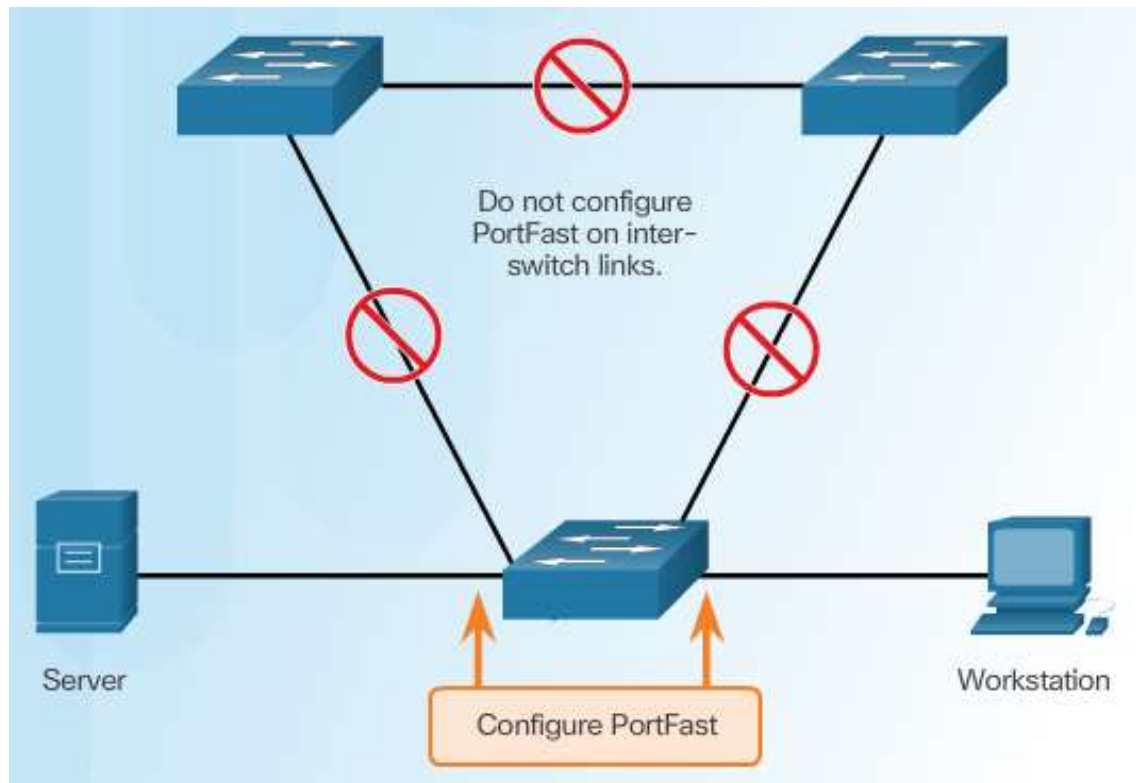 Do not configure
PortFast on inter-
switch links.
Server
Workstation
Configure PortFast